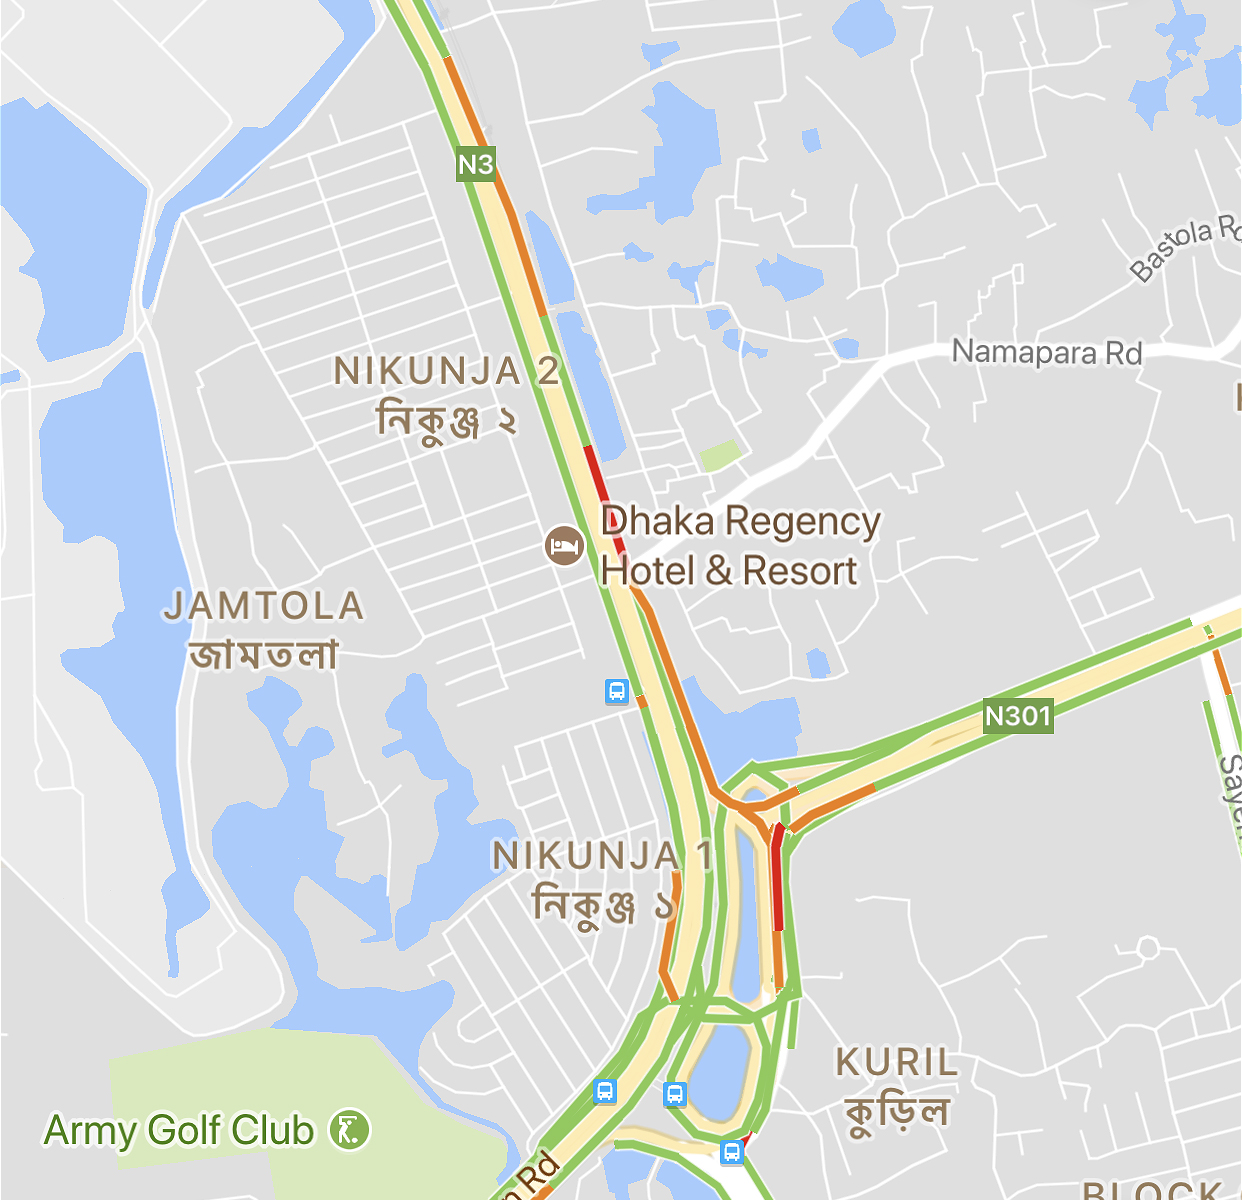 N3
Bastola
Namapara Rd
NIKUNJA 2
নিকুঞ্জ ২
Dhaka Regency
Hotel & Resort
JAMTOLA
জামতলা
N301
NIKUNJA 1
নিকুঞ্জ ১
KURIL
কুড়িল
Army Golf Club
Rd
BLOCK